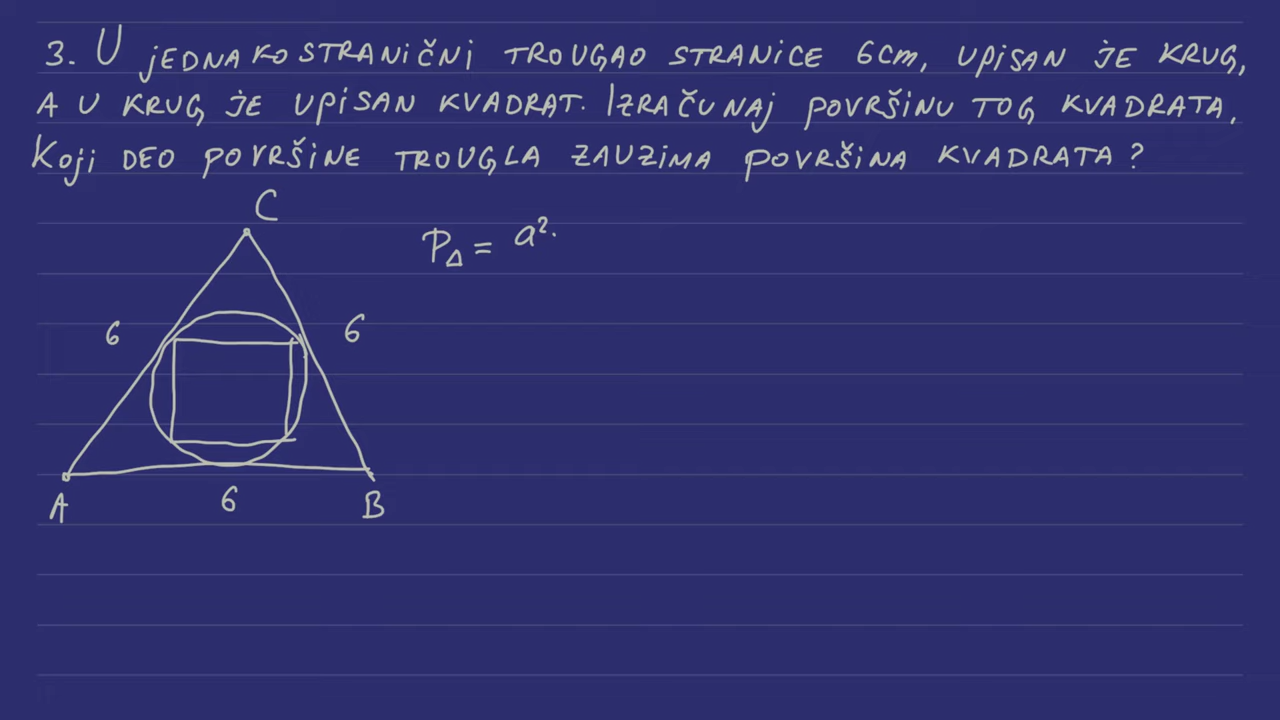 3. U JEDNAKOSTRANIČNI TROUGAO STRANICE 6cm, UPISAN JE KRUG,
A U KRUG JE UPISAN KVADRAT. IZRAČUNAJ POVRŠINU TOG KVADRATA.
KOJI DEO POVRŠINE TROUGLA ZAUZIMA POVRŠINA KVADRATA?
C
P△ = a²·
6 6
A 6 B